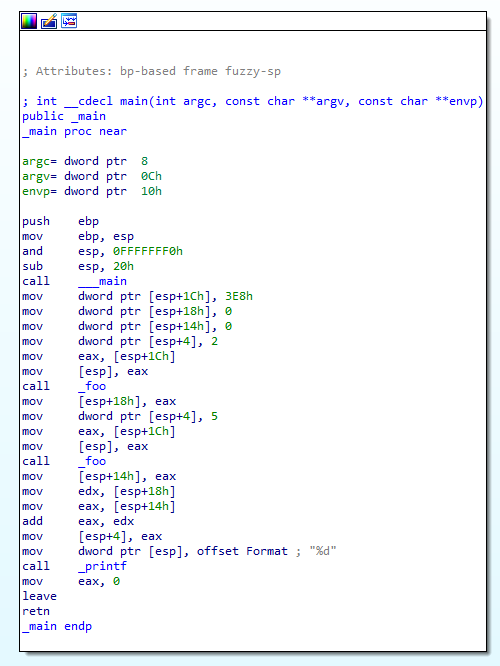 ; Attributes: bp-based frame fuzzy-sp
; int __cdecl main(int argc, const char **argv, const char **envp)
public _main
_main proc near
argc= dword ptr  8
argv= dword ptr  0Ch
envp= dword ptr  10h
push    ebp
mov     ebp, esp
and     esp, 0FFFFFFF0h
sub     esp, 20h
call    ___main
mov     dword ptr [esp+1Ch], 3E8h
mov     dword ptr [esp+18h], 0
mov     dword ptr [esp+14h], 0
mov     dword ptr [esp+4], 2
mov     eax, [esp+1Ch]
mov     [esp], eax
call    _foo
mov     [esp+18h], eax
mov     dword ptr [esp+4], 5
mov     eax, [esp+1Ch]
mov     [esp], eax
call    _foo
mov     [esp+14h], eax
mov     edx, [esp+18h]
mov     eax, [esp+14h]
add     eax, edx
mov     [esp+4], eax
mov     dword ptr [esp], offset Format ; "%d"
call    _printf
mov     eax, 0
leave
retn
_main endp